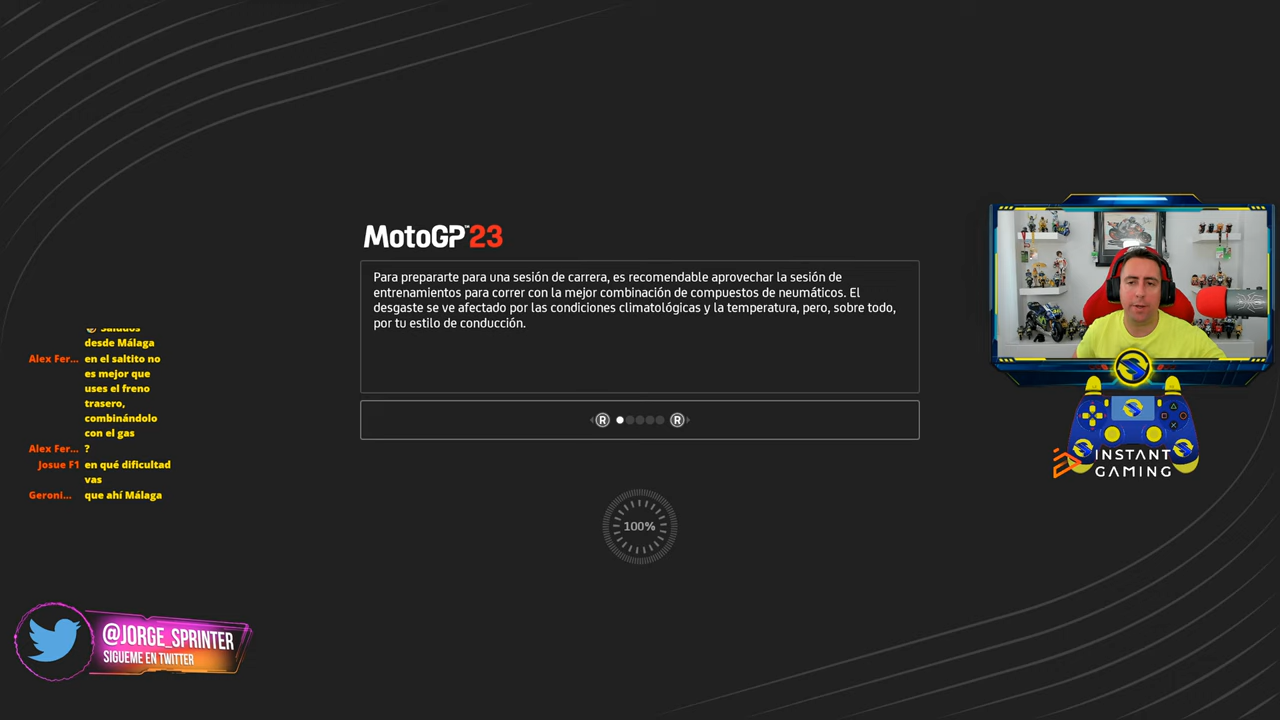 MotoGP™23
Para prepararte para una sesión de carrera, es recomendable aprovechar la sesión de
entrenamientos para correr con la mejor combinación de compuestos de neumáticos. El
desgaste se ve afectado por las condiciones climatológicas y la temperatura, pero, sobre todo,
por tu estilo de conducción.
R R
100%
Saludos
desde Málaga
Alex Fer... en el saltito no
es mejor que
uses el freno
trasero,
combinándolo
con el gas
Alex Fer... ?
Josue F1 en qué dificultad
vas
Geroni... que ahí Málaga
INSTANT
GAMING
@JORGE_SPRINTER
SIGUEME EN TWITTER